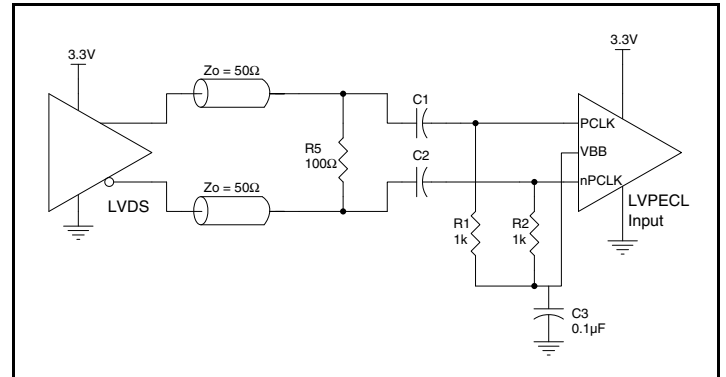 3.3V
3.3V
Zo = 50Ω
C1
PCLK
R5
100Ω
C2
VBB
Zo = 50Ω
nPCLK
LVDS
LVPECL
Input
R1
1k
R2
1k
C3
0.1µF